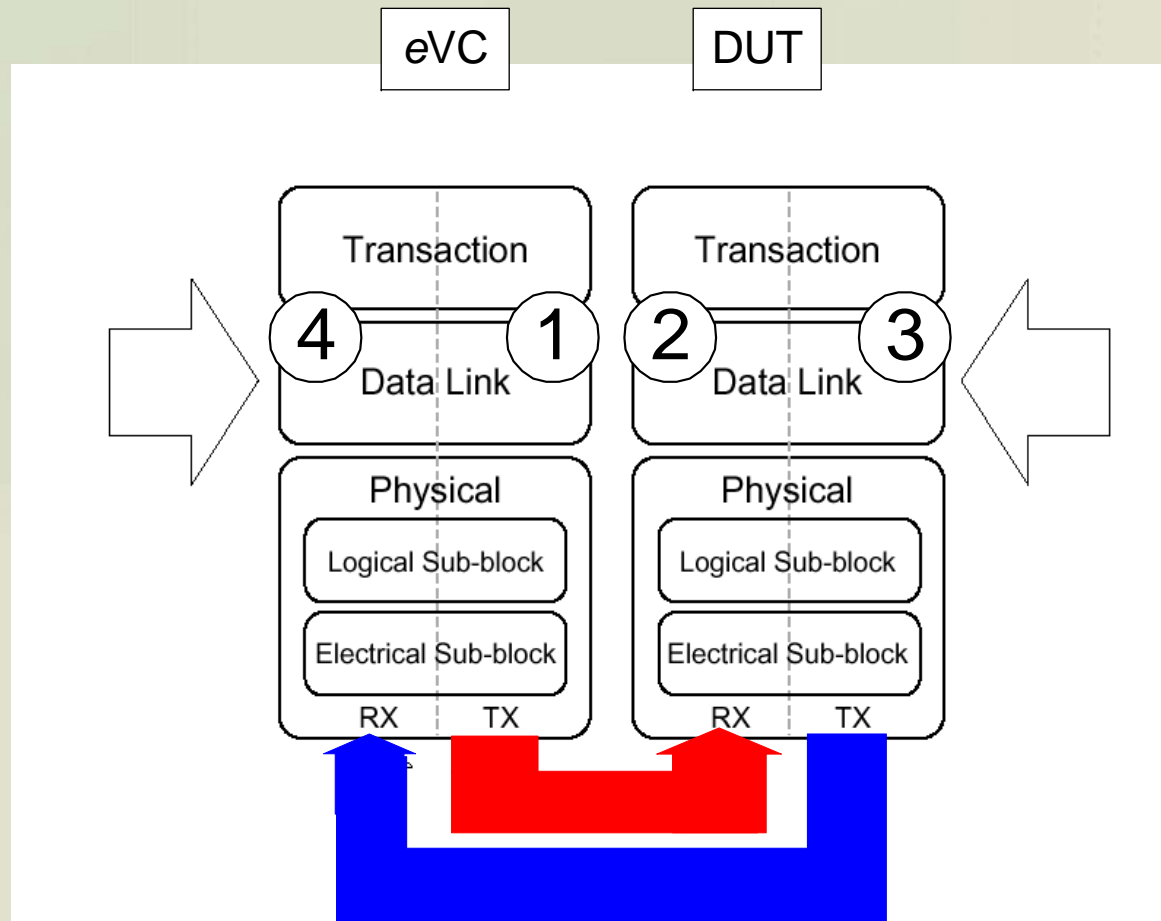 eVC
DUT
Transaction
Transaction
4
1
2
3
Data Link
Data Link
Physical
Physical
Logical Sub-block
Logical Sub-block
Electrical Sub-block
Electrical Sub-block
RX
TX
RX
TX